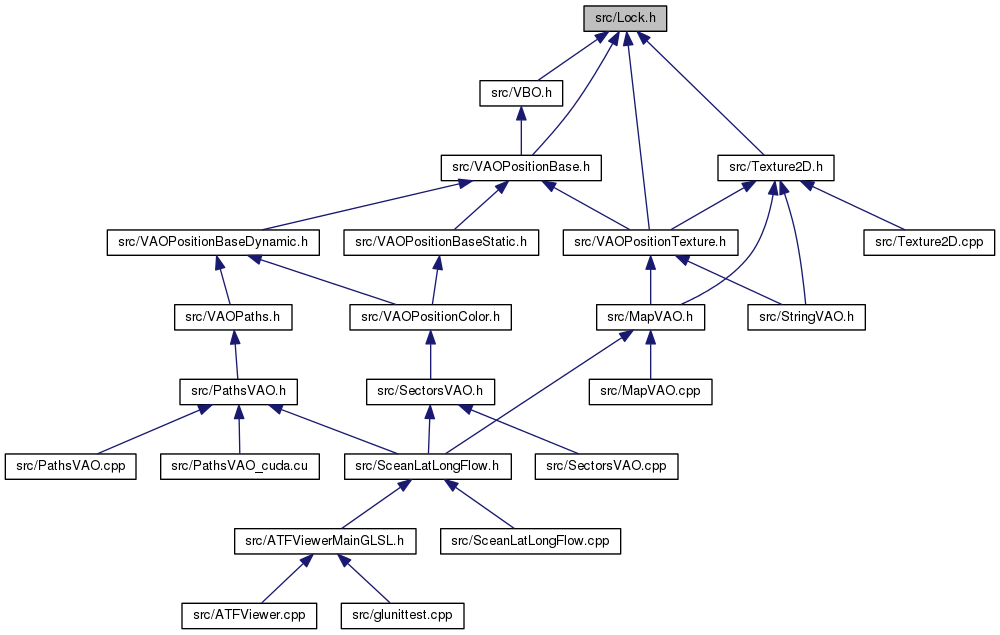 src/Lock.h
src/VBO.h
src/VAOPositionBase.h
src/Texture2D.h
src/VAOPositionBaseDynamic.h
src/VAOPositionBaseStatic.h
src/VAOPositionTexture.h
src/Texture2D.cpp
src/VAOPaths.h
src/VAOPositionColor.h
src/MapVAO.h
src/StringVAO.h
src/PathsVAO.h
src/SectorsVAO.h
src/MapVAO.cpp
src/PathsVAO.cpp
src/PathsVAO_cuda.cu
src/SceanLatLongFlow.h
src/SectorsVAO.cpp
src/ATFViewerMainGLSL.h
src/SceanLatLongFlow.cpp
src/ATFViewer.cpp
src/glunittest.cpp